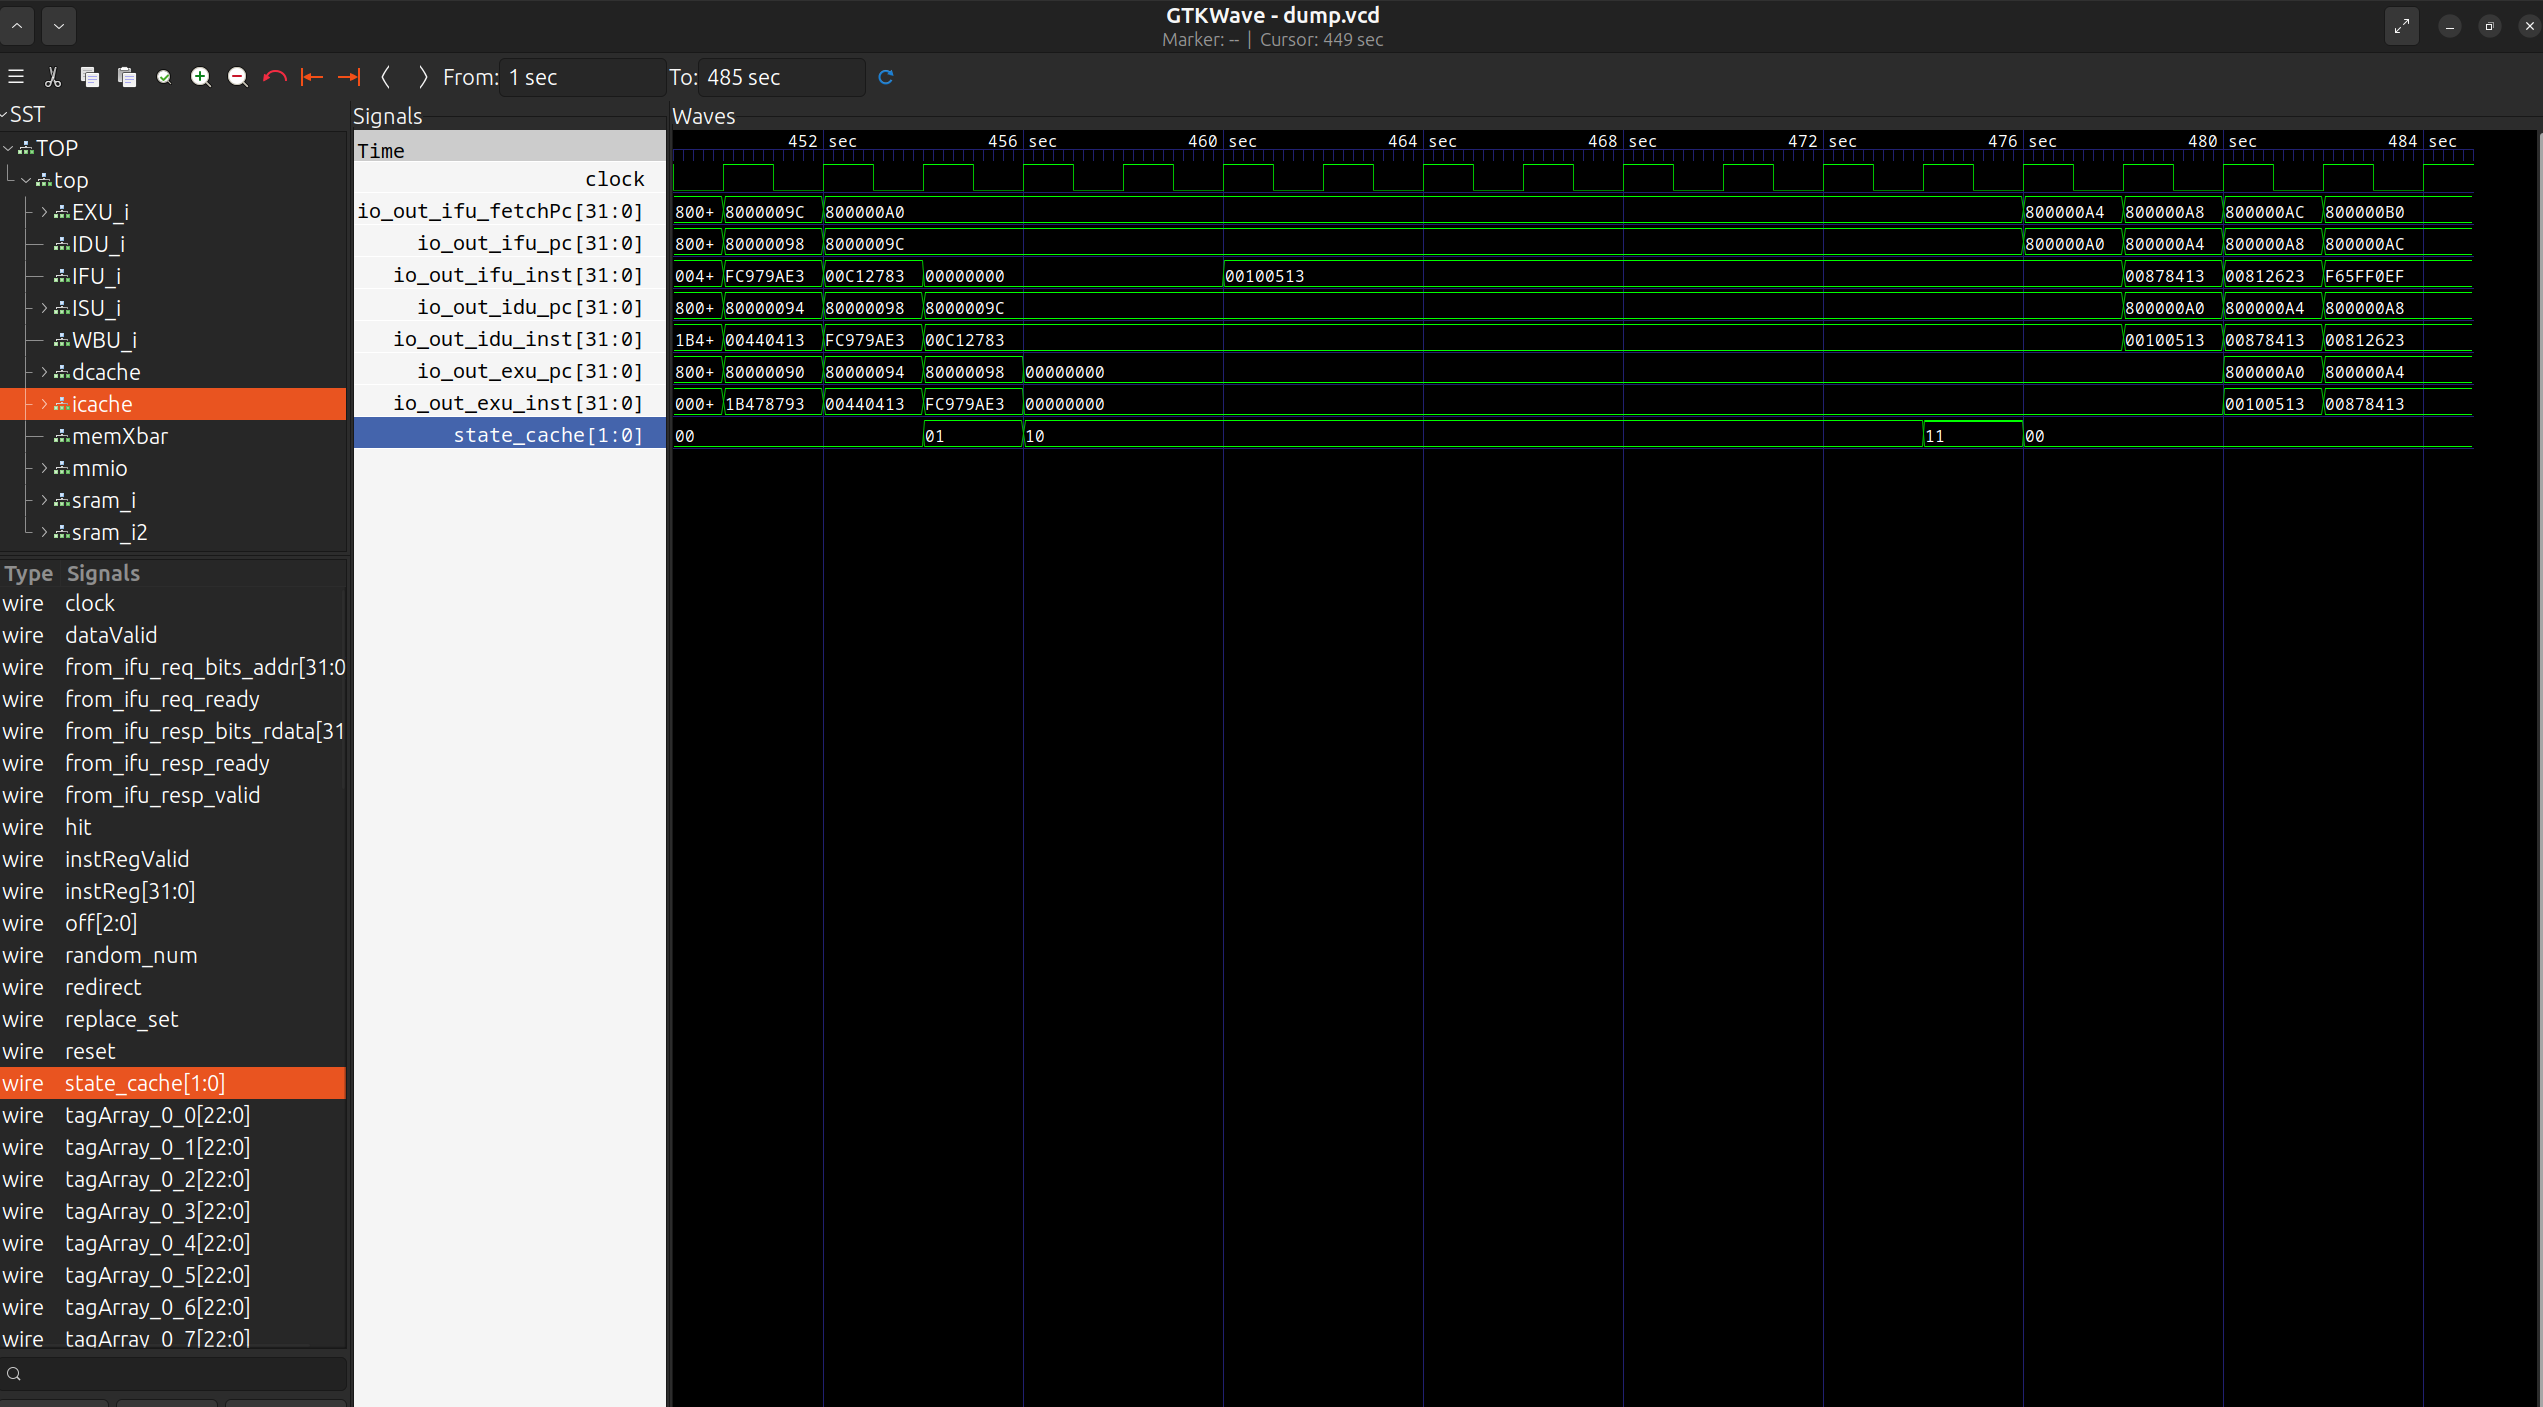 GTKWave - dump.vcd
Marker: -- | Cursor: 449 sec
From: 1 sec To: 485 sec
SST
TOP
top
EXU_i
IDU_i
IFU_i
ISU_i
WBU_i
dcache
icache
memXbar
mmio
sram_i
sram_i2
Type Signals
wire clock
wire dataValid
wire from_ifu_req_bits_addr[31:0
wire from_ifu_req_ready
wire from_ifu_resp_bits_rdata[31
wire from_ifu_resp_ready
wire from_ifu_resp_valid
wire hit
wire instRegValid
wire instReg[31:0]
wire off[2:0]
wire random_num
wire redirect
wire replace_set
wire reset
wire state_cache[1:0]
wire tagArray_0_0[22:0]
wire tagArray_0_1[22:0]
wire tagArray_0_2[22:0]
wire tagArray_0_3[22:0]
wire tagArray_0_4[22:0]
wire tagArray_0_5[22:0]
wire tagArray_0_6[22:0]
wire tagArray_0_7[22:0]
Signals
Time
clock
io_out_ifu_fetchPc[31:0]
io_out_ifu_pc[31:0]
io_out_ifu_inst[31:0]
io_out_idu_pc[31:0]
io_out_idu_inst[31:0]
io_out_exu_pc[31:0]
io_out_exu_inst[31:0]
state_cache[1:0]
Waves
452 sec 456 sec 460 sec 464 sec 468 sec 472 sec 476 sec 480 sec 484 sec
800+ 8000009C 800000A0 800000A4 800000A8 800000AC 800000B0
800+ 80000098 8000009C 800000A0 800000A4 800000A8 800000AC
004+ FC979AE3 00C12783 00000000 00100513 00878413 00812623 F65FF0EF
800+ 80000094 80000098 8000009C 800000A0 800000A4 800000A8
1B4+ 00440413 FC979AE3 00C12783 00100513 00878413 00812623
800+ 80000090 80000094 80000098 00000000 800000A0 800000A4
000+ 1B478793 00440413 FC979AE3 00000000 00100513 00878413
00 01 10 11 00